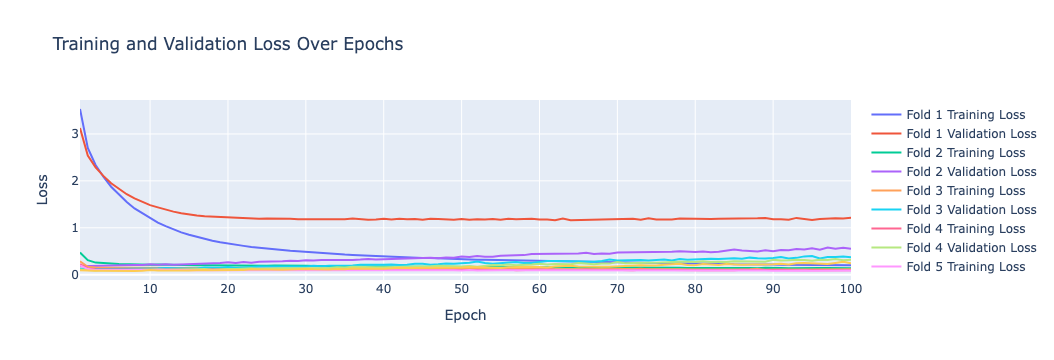 Training and Validation Loss Over Epochs
Loss
3
2
1
0
10 20 30 40 50 60 70 80 90 100
Epoch
Fold 1 Training Loss
Fold 1 Validation Loss
Fold 2 Training Loss
Fold 2 Validation Loss
Fold 3 Training Loss
Fold 3 Validation Loss
Fold 4 Training Loss
Fold 4 Validation Loss
Fold 5 Training Loss